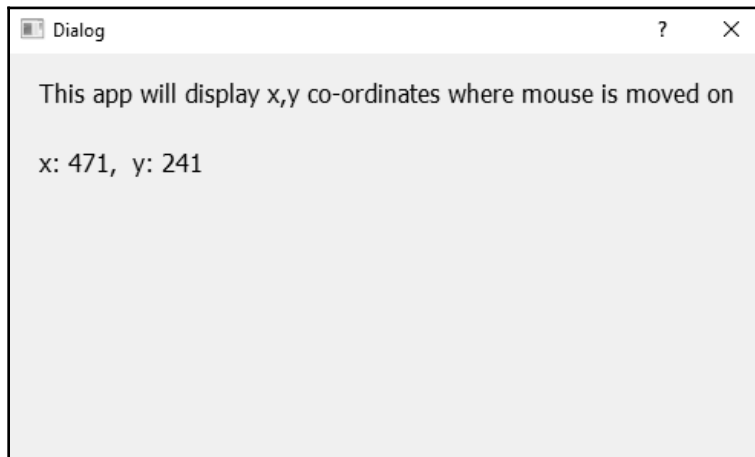 Dialog ?
This app will display x,y co-ordinates where mouse is moved on
x: 471, y: 241